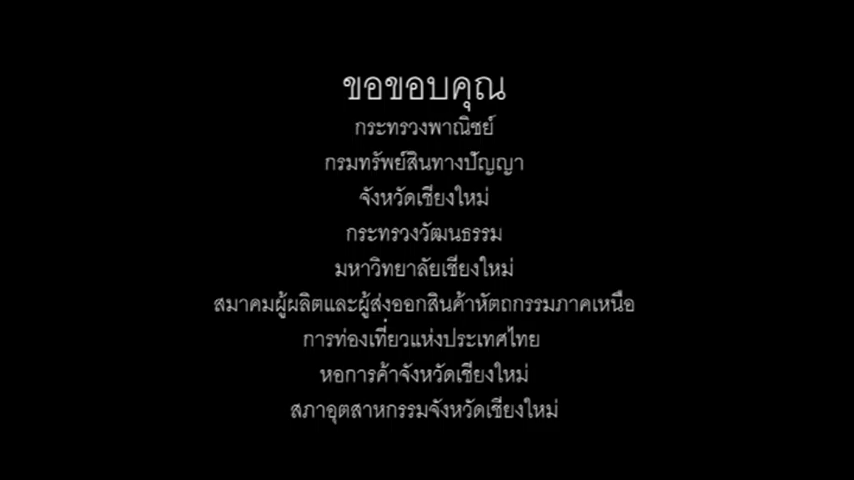 ขอขอบคุณ
กระทรวงพาณิชย์
กรมทรัพย์สินทางปัญญา
จังหวัดเชียงใหม่
กระทรวงวัฒนธรรม
มหาวิทยาลัยเชียงใหม่
สมาคมผู้ผลิตและผู้ส่งออกสินค้าหัตถกรรมภาคเหนือ
การท่องเที่ยวแห่งประเทศไทย
หอการค้าจังหวัดเชียงใหม่
สภาอุตสาหกรรมจังหวัดเชียงใหม่